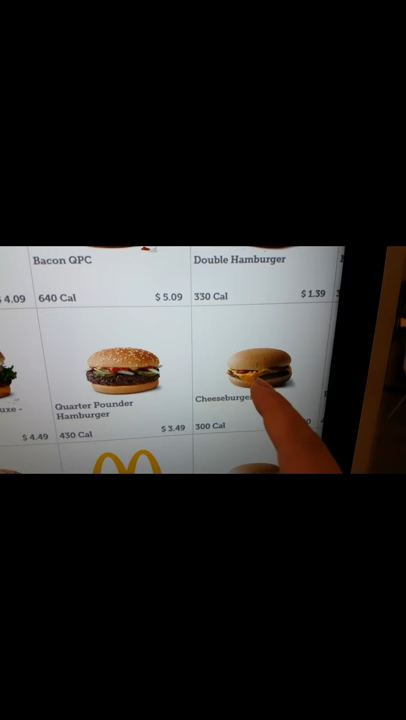 Bacon QPC
Double Hamburger
4.09
640 Cal
$ 5.09
330 Cal
$ 1.39
Quarter Pounder
Hamburger
Cheeseburger
$ 4.49
430 Cal
$ 3.49
300 Cal